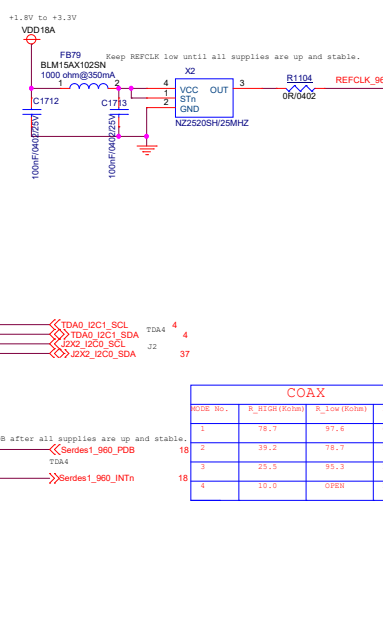 +1.8V to +3.3V
VDD18A
FB79
BLM15AX102SN
1000 ohm@350mA
1
2
Keep REFCLK low until all supplies are up and stable.
X2
4
1
2
VCC
STn
GND
OUT
3
NZ2520SH/25MHZ
R1104
0R/0402
REFCLK_96
C1712
100nF/0402/25V
C1713
100nF/0402/25V
TDA0_I2C1_SCL 4
TDA4
TDA0_I2C1_SDA 4
J2X2_I2C0_SCL
J2
J2X2_I2C0_SDA 37
B after all supplies are up and stable.
Serdes1_960_PDB 18
TDA4
Serdes1_960_INTn 18
COAX
MODE No. R_HIGH(Kohm) R_low(Kohm)
1 78.7 97.6
2 39.2 78.7
3 25.5 95.3
4 10.0 OPEN